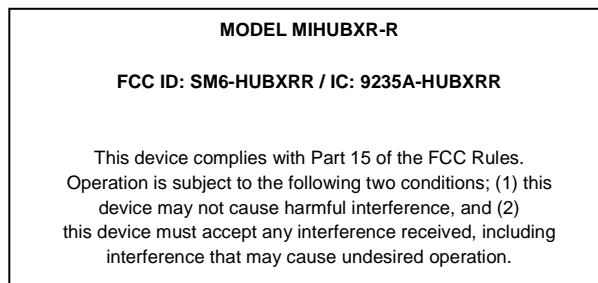 MODEL MIHUBXR-R
FCC ID: SM6-HUBXRR / IC: 9235A-HUBXRR
This device complies with Part 15 of the FCC Rules.
Operation is subject to the following two conditions; (1) this
device may not cause harmful interference, and (2)
this device must accept any interference received, including
interference that may cause undesired operation.